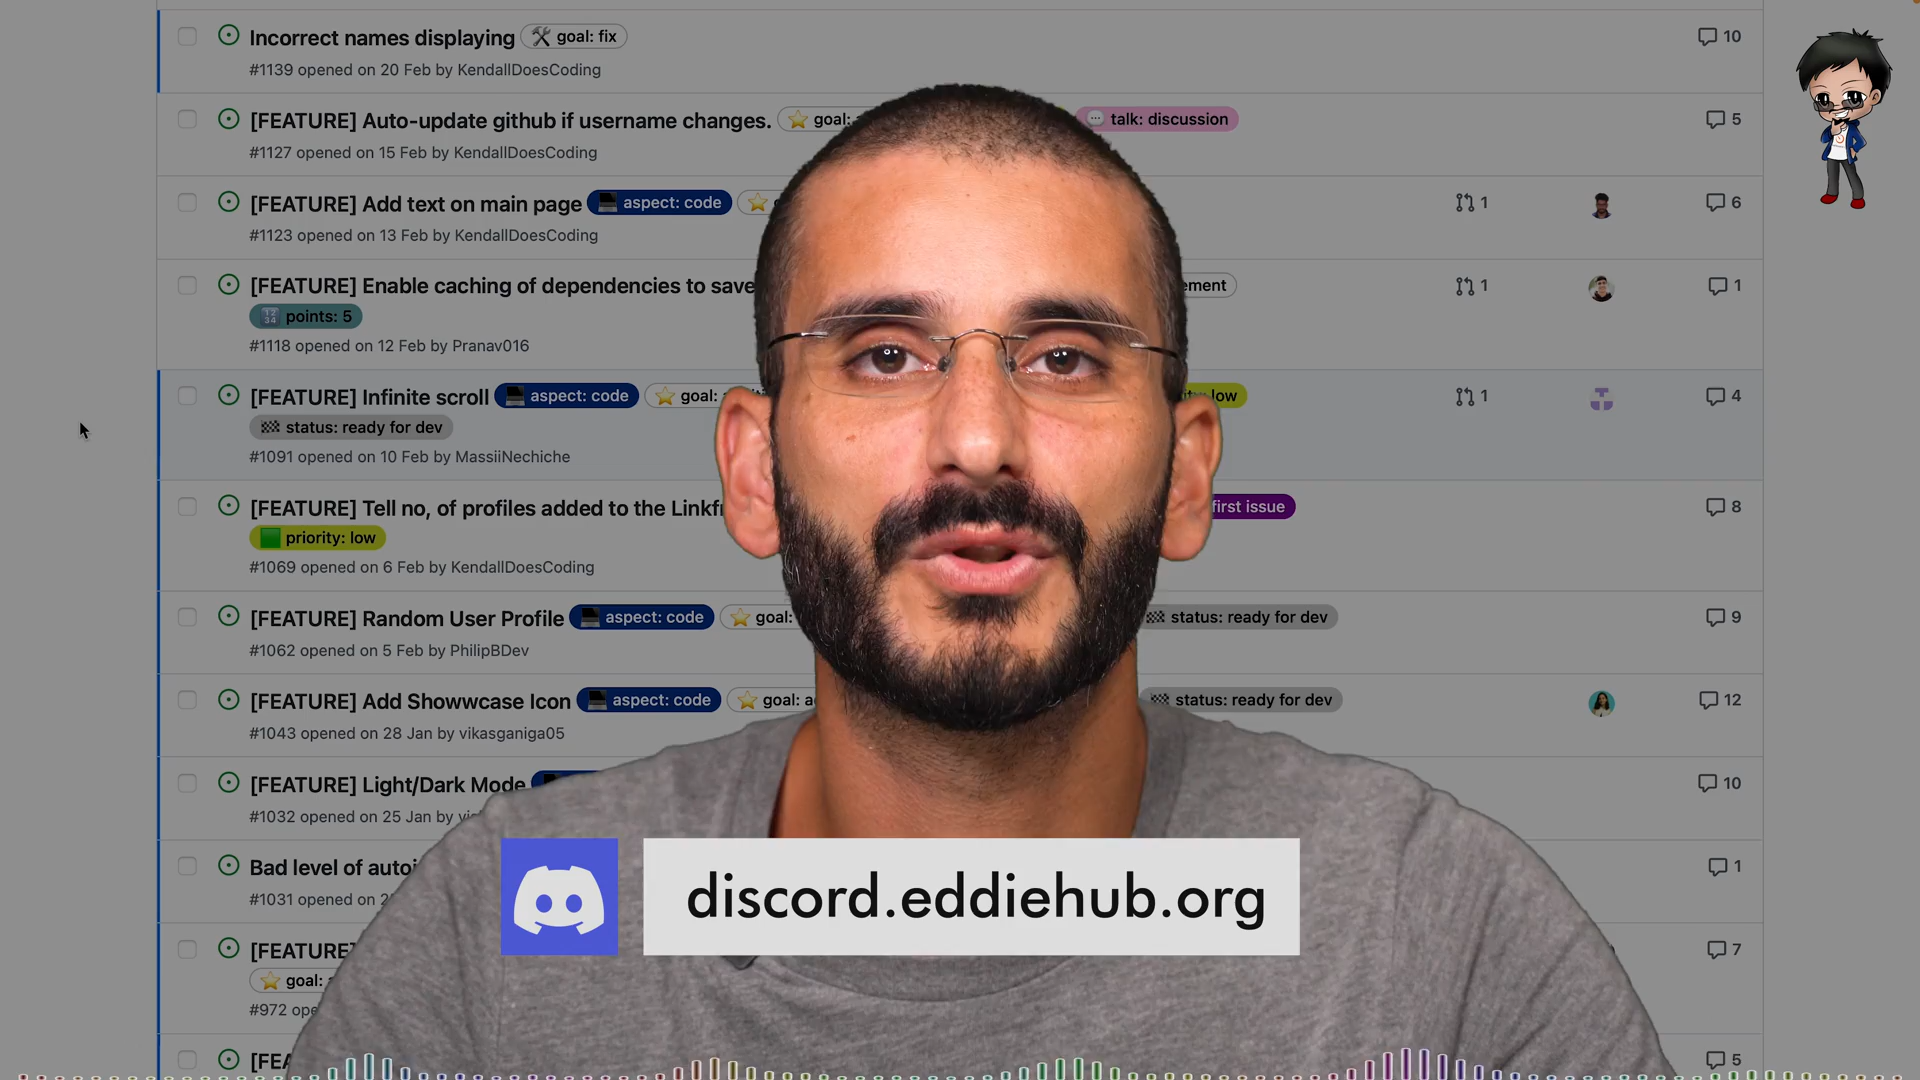 Incorrect names displaying goal: fix 10
#1139 opened on 20 Feb by KendallDoesCoding
[FEATURE] Auto-update github if username changes. goal: talk: discussion 5
#1127 opened on 15 Feb by KendallDoesCoding
[FEATURE] Add text on main page aspect: code 1 6
#1123 opened on 13 Feb by KendallDoesCoding
[FEATURE] Enable caching of dependencies to save ement 1 1
points: 5
#1118 opened on 12 Feb by Pranav016
[FEATURE] Infinite scroll aspect: code goal: low 1 4
status: ready for dev
#1091 opened on 10 Feb by MassiiNechiche
[FEATURE] Tell no, of profiles added to the Linkfr first issue 8
priority: low
#1069 opened on 6 Feb by KendallDoesCoding
[FEATURE] Random User Profile aspect: code goal: status: ready for dev 9
#1062 opened on 5 Feb by PhilipBDev
[FEATURE] Add Showwcase Icon aspect: code goal: a status: ready for dev 12
#1043 opened on 28 Jan by vikasganiga05
[FEATURE] Light/Dark Mode 10
#1032 opened on 25 Jan by
Bad level of 1
#1031 opened on
discord.eddiehub.org
[FEATURE 7
goal:
#972 ope
[FEA 5